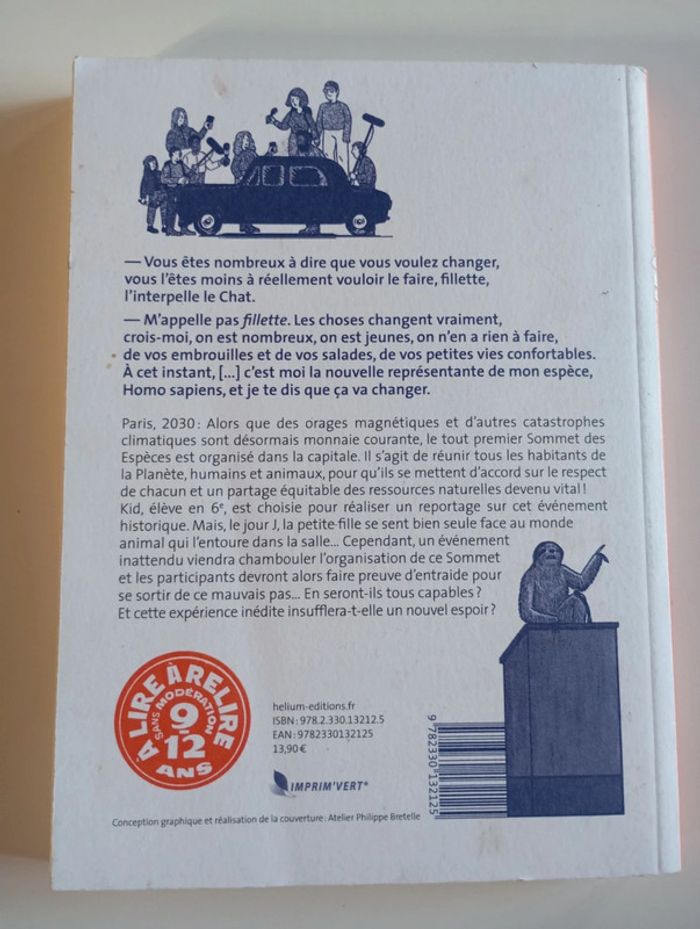 — Vous êtes nombreux à dire que vous voulez changer,
vous l'êtes moins à réellement vouloir le faire, fillette,
l'interpelle le Chat.
— M'appelle pas fillette. Les choses changent vraiment,
crois-moi, on est nombreux, on est jeunes, on n'en a rien à faire,
de vos embrouilles et de vos salades, de vos petites vies confortables.
À cet instant, [...] c'est moi la nouvelle représentante de mon espèce,
Homo sapiens, et je te dis que ça va changer.
Paris, 2030 : Alors que des orages magnétiques et d'autres catastrophes
climatiques sont désormais monnaie courante, le tout premier Sommet des
Espèces est organisé dans la capitale. Il s'agit de réunir tous les habitants de
la Planète, humains et animaux, pour qu'ils se mettent d'accord sur le respect
de chacun et un partage équitable des ressources naturelles devenu vital !
Kid, élève en 6e, est choisie pour réaliser un reportage sur cet événement
historique. Mais, le jour J, la petite fille se sent bien seule face au monde
animal qui l'entoure dans la salle... Cependant, un événement
inattendu viendra chambouler l'organisation de ce Sommet
et les participants devront alors faire preuve d'entraide pour
se sortir de ce mauvais pas... En seront-ils tous capables ?
Et cette expérience inédite insufflera-t-elle un nouvel espoir ?
À LIRE À RELIRE
SANS MODÉRATION
9-12
ANS
helium-editions.fr
ISBN : 978.2.330.13212.5
EAN : 9782330132125
13,90 €
IMPRIM'VERT®
9 782330 132125
Conception graphique et réalisation de la couverture : Atelier Philippe Bretelle